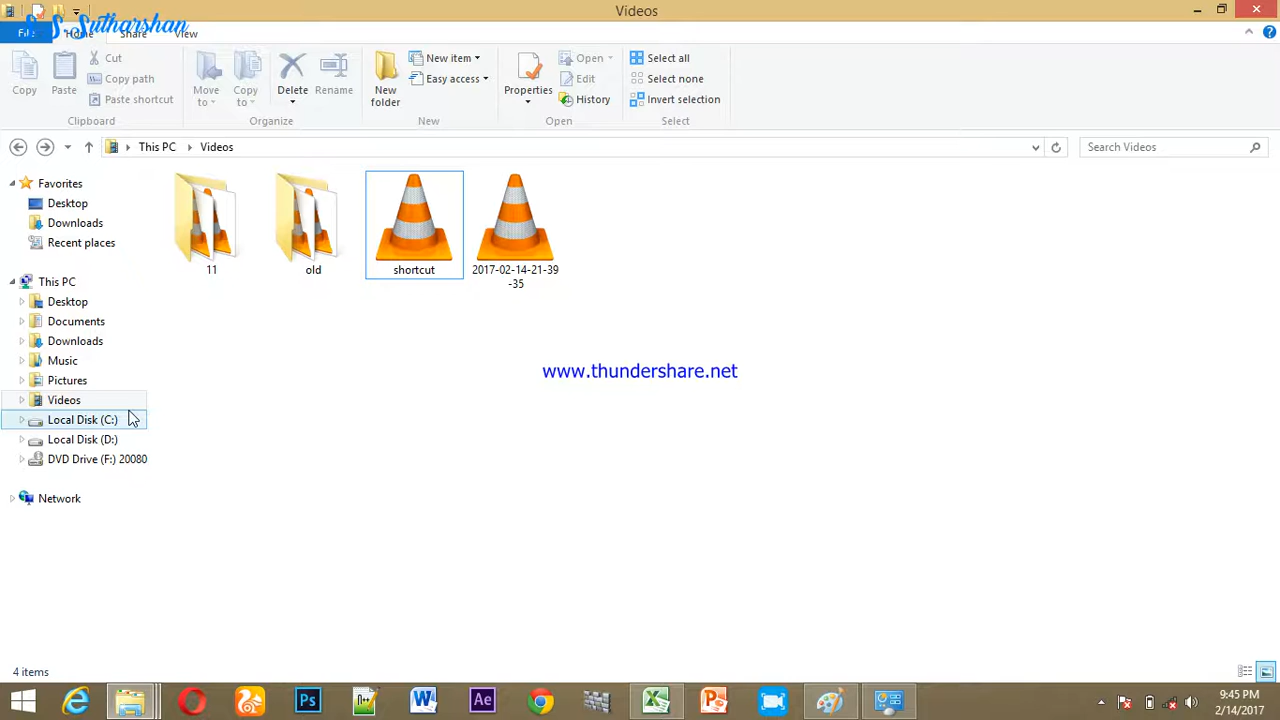 Videos
S. Sutharshan
File
Home
Share
View
Copy
Paste
Cut
Copy path
Paste shortcut
Clipboard
Move to
Copy to
Delete
Rename
Organize
New folder
New item
Easy access
New
Properties
Open
Edit
History
Open
Select all
Select none
Invert selection
Select
This PC
Videos
Search Videos
Favorites
Desktop
Downloads
Recent places
This PC
Desktop
Documents
Downloads
Music
Pictures
Videos
Local Disk (C:)
Local Disk (D:)
DVD Drive (F:) 20080
Network
11
old
shortcut
2017-02-14-21-39
-35
www.thundershare.net
4 items
Ps
N++
W
Ae
X
P
9:45 PM
2/14/2017